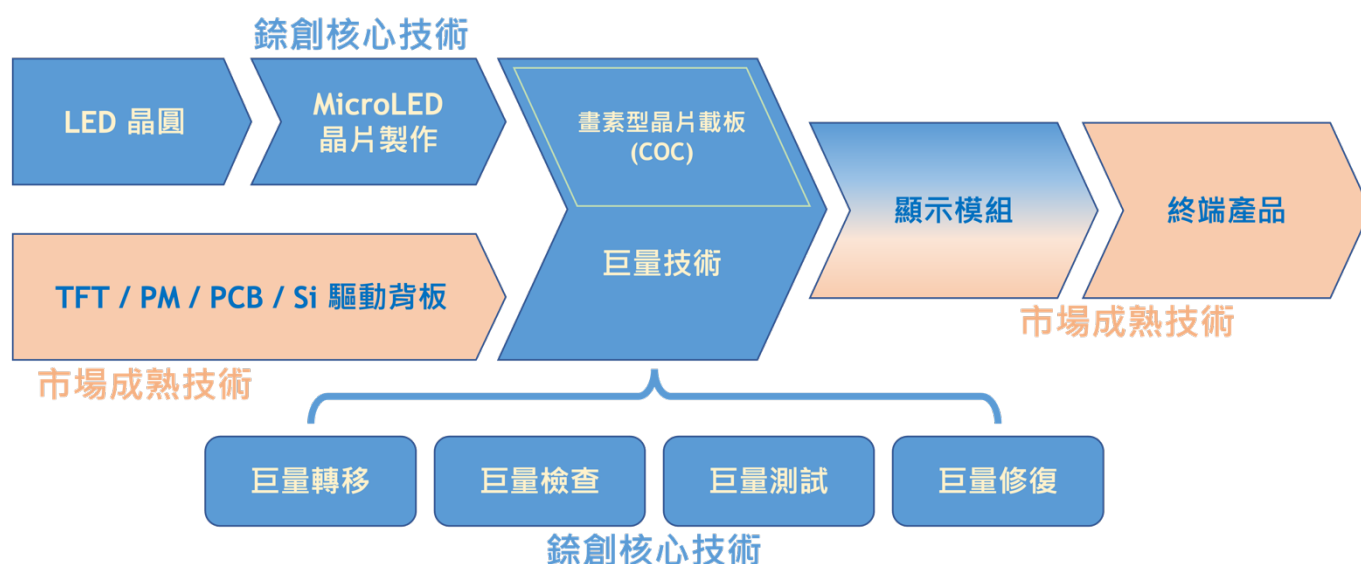 錼創核心技術
LED 晶圓
MicroLED
晶片製作
畫素型晶片載板
(COC)
巨量技術
TFT / PM / PCB / Si 驅動背板
市場成熟技術
顯示模組
終端產品
市場成熟技術
巨量轉移
巨量檢查
巨量測試
巨量修復
錼創核心技術